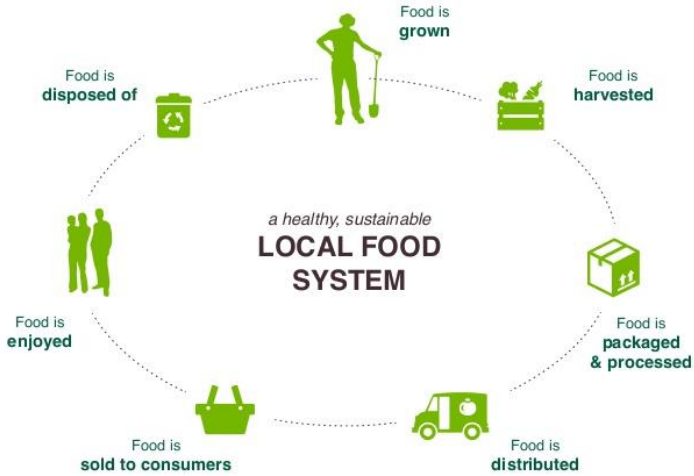 Food is
grown
Food is
harvested
Food is
packaged
& processed
Food is
distributed
Food is
sold to consumers
Food is
enjoyed
Food is
disposed of
a healthy, sustainable
LOCAL FOOD
SYSTEM